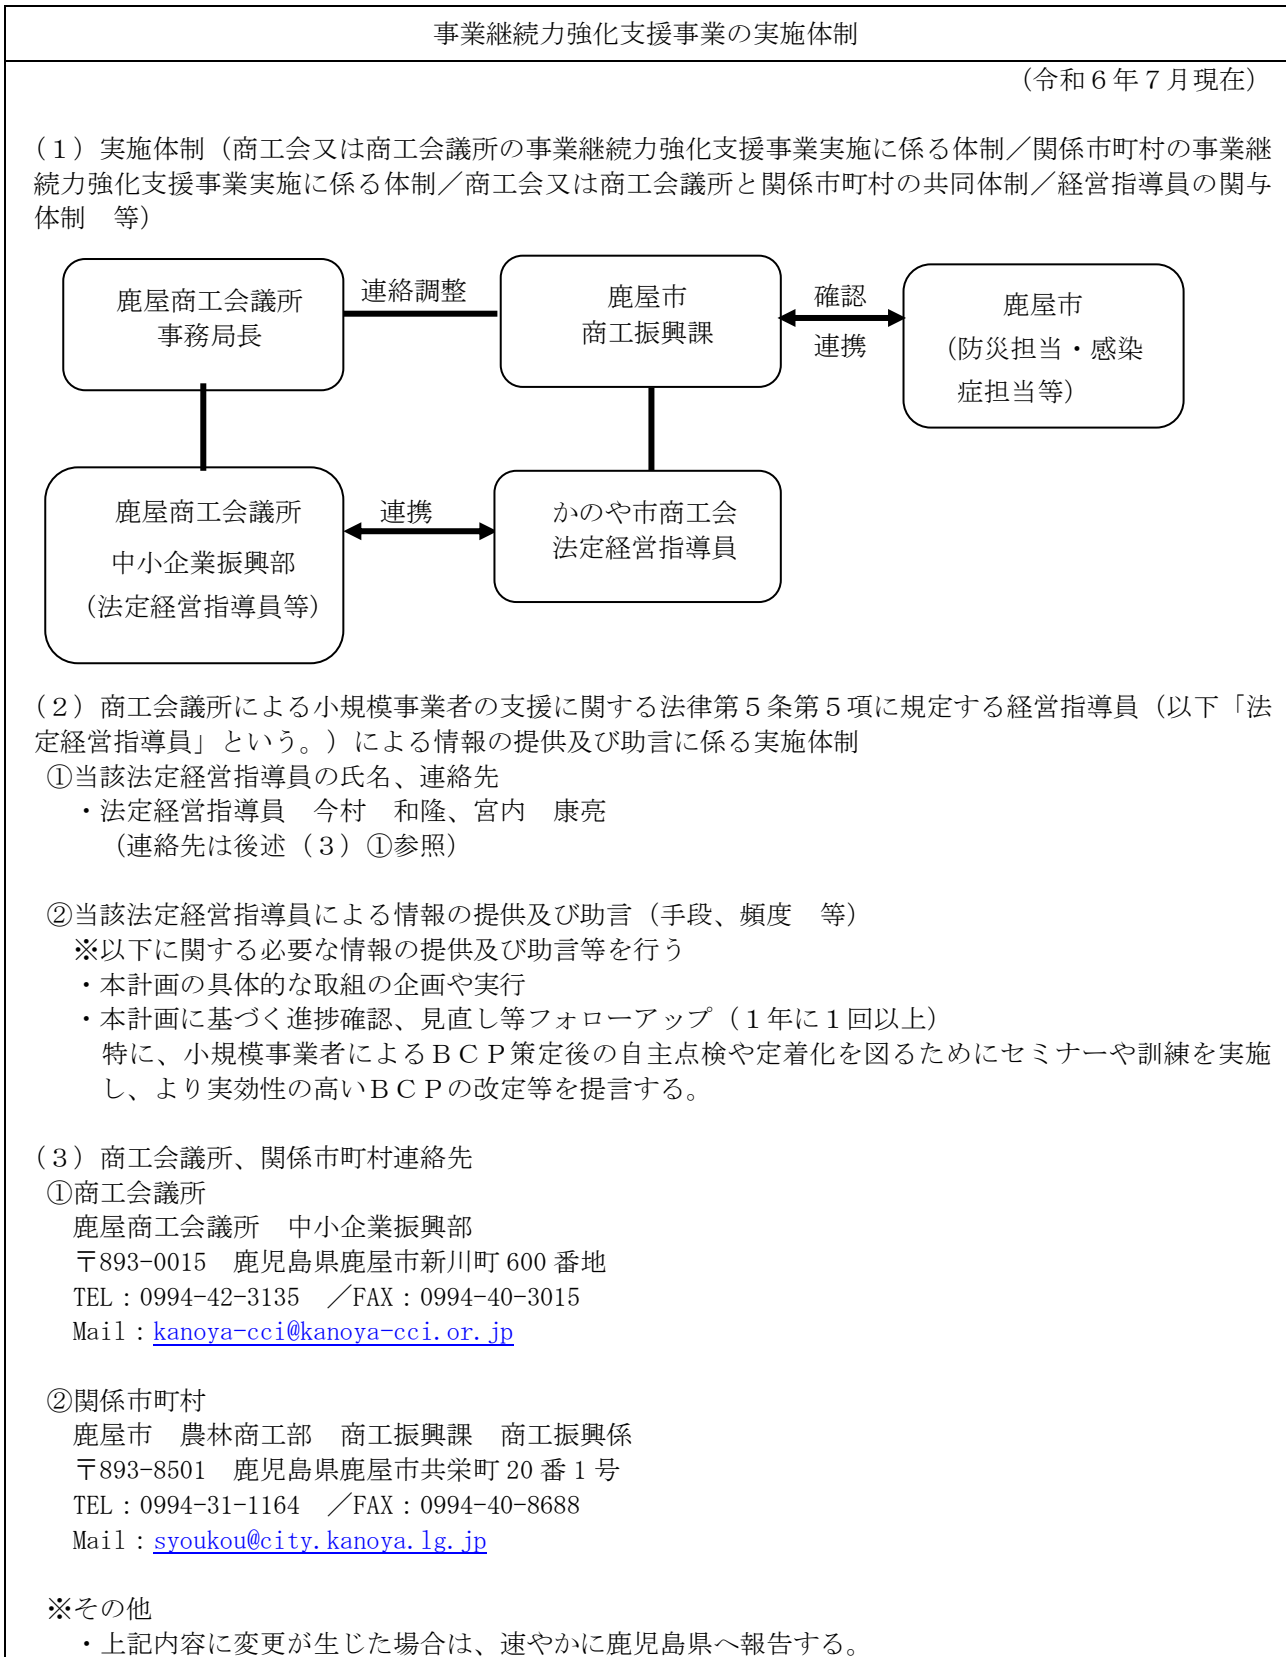 事業継続力強化支援事業の実施体制
（令和６年７月現在）
（１）実施体制（商工会又は商工会議所の事業継続力強化支援事業実施に係る体制／関係市町村の事業継
続力強化支援事業実施に係る体制／商工会又は商工会議所と関係市町村の共同体制／経営指導員の関与
体制　等）
鹿屋商工会議所
事務局長
連絡調整
鹿屋市
商工振興課
確認
連携
鹿屋市
（防災担当・感染
症担当等）
鹿屋商工会議所
中小企業振興部
（法定経営指導員等）
連携
かのや市商工会
法定経営指導員
（２）商工会議所による小規模事業者の支援に関する法律第５条第５項に規定する経営指導員（以下「法
定経営指導員」という。）による情報の提供及び助言に係る実施体制
①当該法定経営指導員の氏名、連絡先
・法定経営指導員　今村　和隆、宮内　康亮
（連絡先は後述（３）①参照）
②当該法定経営指導員による情報の提供及び助言（手段、頻度　等）
※以下に関する必要な情報の提供及び助言等を行う
・本計画の具体的な取組の企画や実行
・本計画に基づく進捗確認、見直し等フォローアップ（１年に１回以上）
特に、小規模事業者によるＢＣＰ策定後の自主点検や定着化を図るためにセミナーや訓練を実施
し、より実効性の高いＢＣＰの改定等を提言する。
（３）商工会議所、関係市町村連絡先
①商工会議所
鹿屋商工会議所　中小企業振興部
〒893-0015　鹿児島県鹿屋市新川町 600 番地
TEL：0994-42-3135　／FAX：0994-40-3015
Mail：kanoya-cci@kanoya-cci.or.jp
②関係市町村
鹿屋市　農林商工部　商工振興課　商工振興係
〒893-8501　鹿児島県鹿屋市共栄町 20 番１号
TEL：0994-31-1164　／FAX：0994-40-8688
Mail：syoukou@city.kanoya.lg.jp
※その他
・上記内容に変更が生じた場合は、速やかに鹿児島県へ報告する。